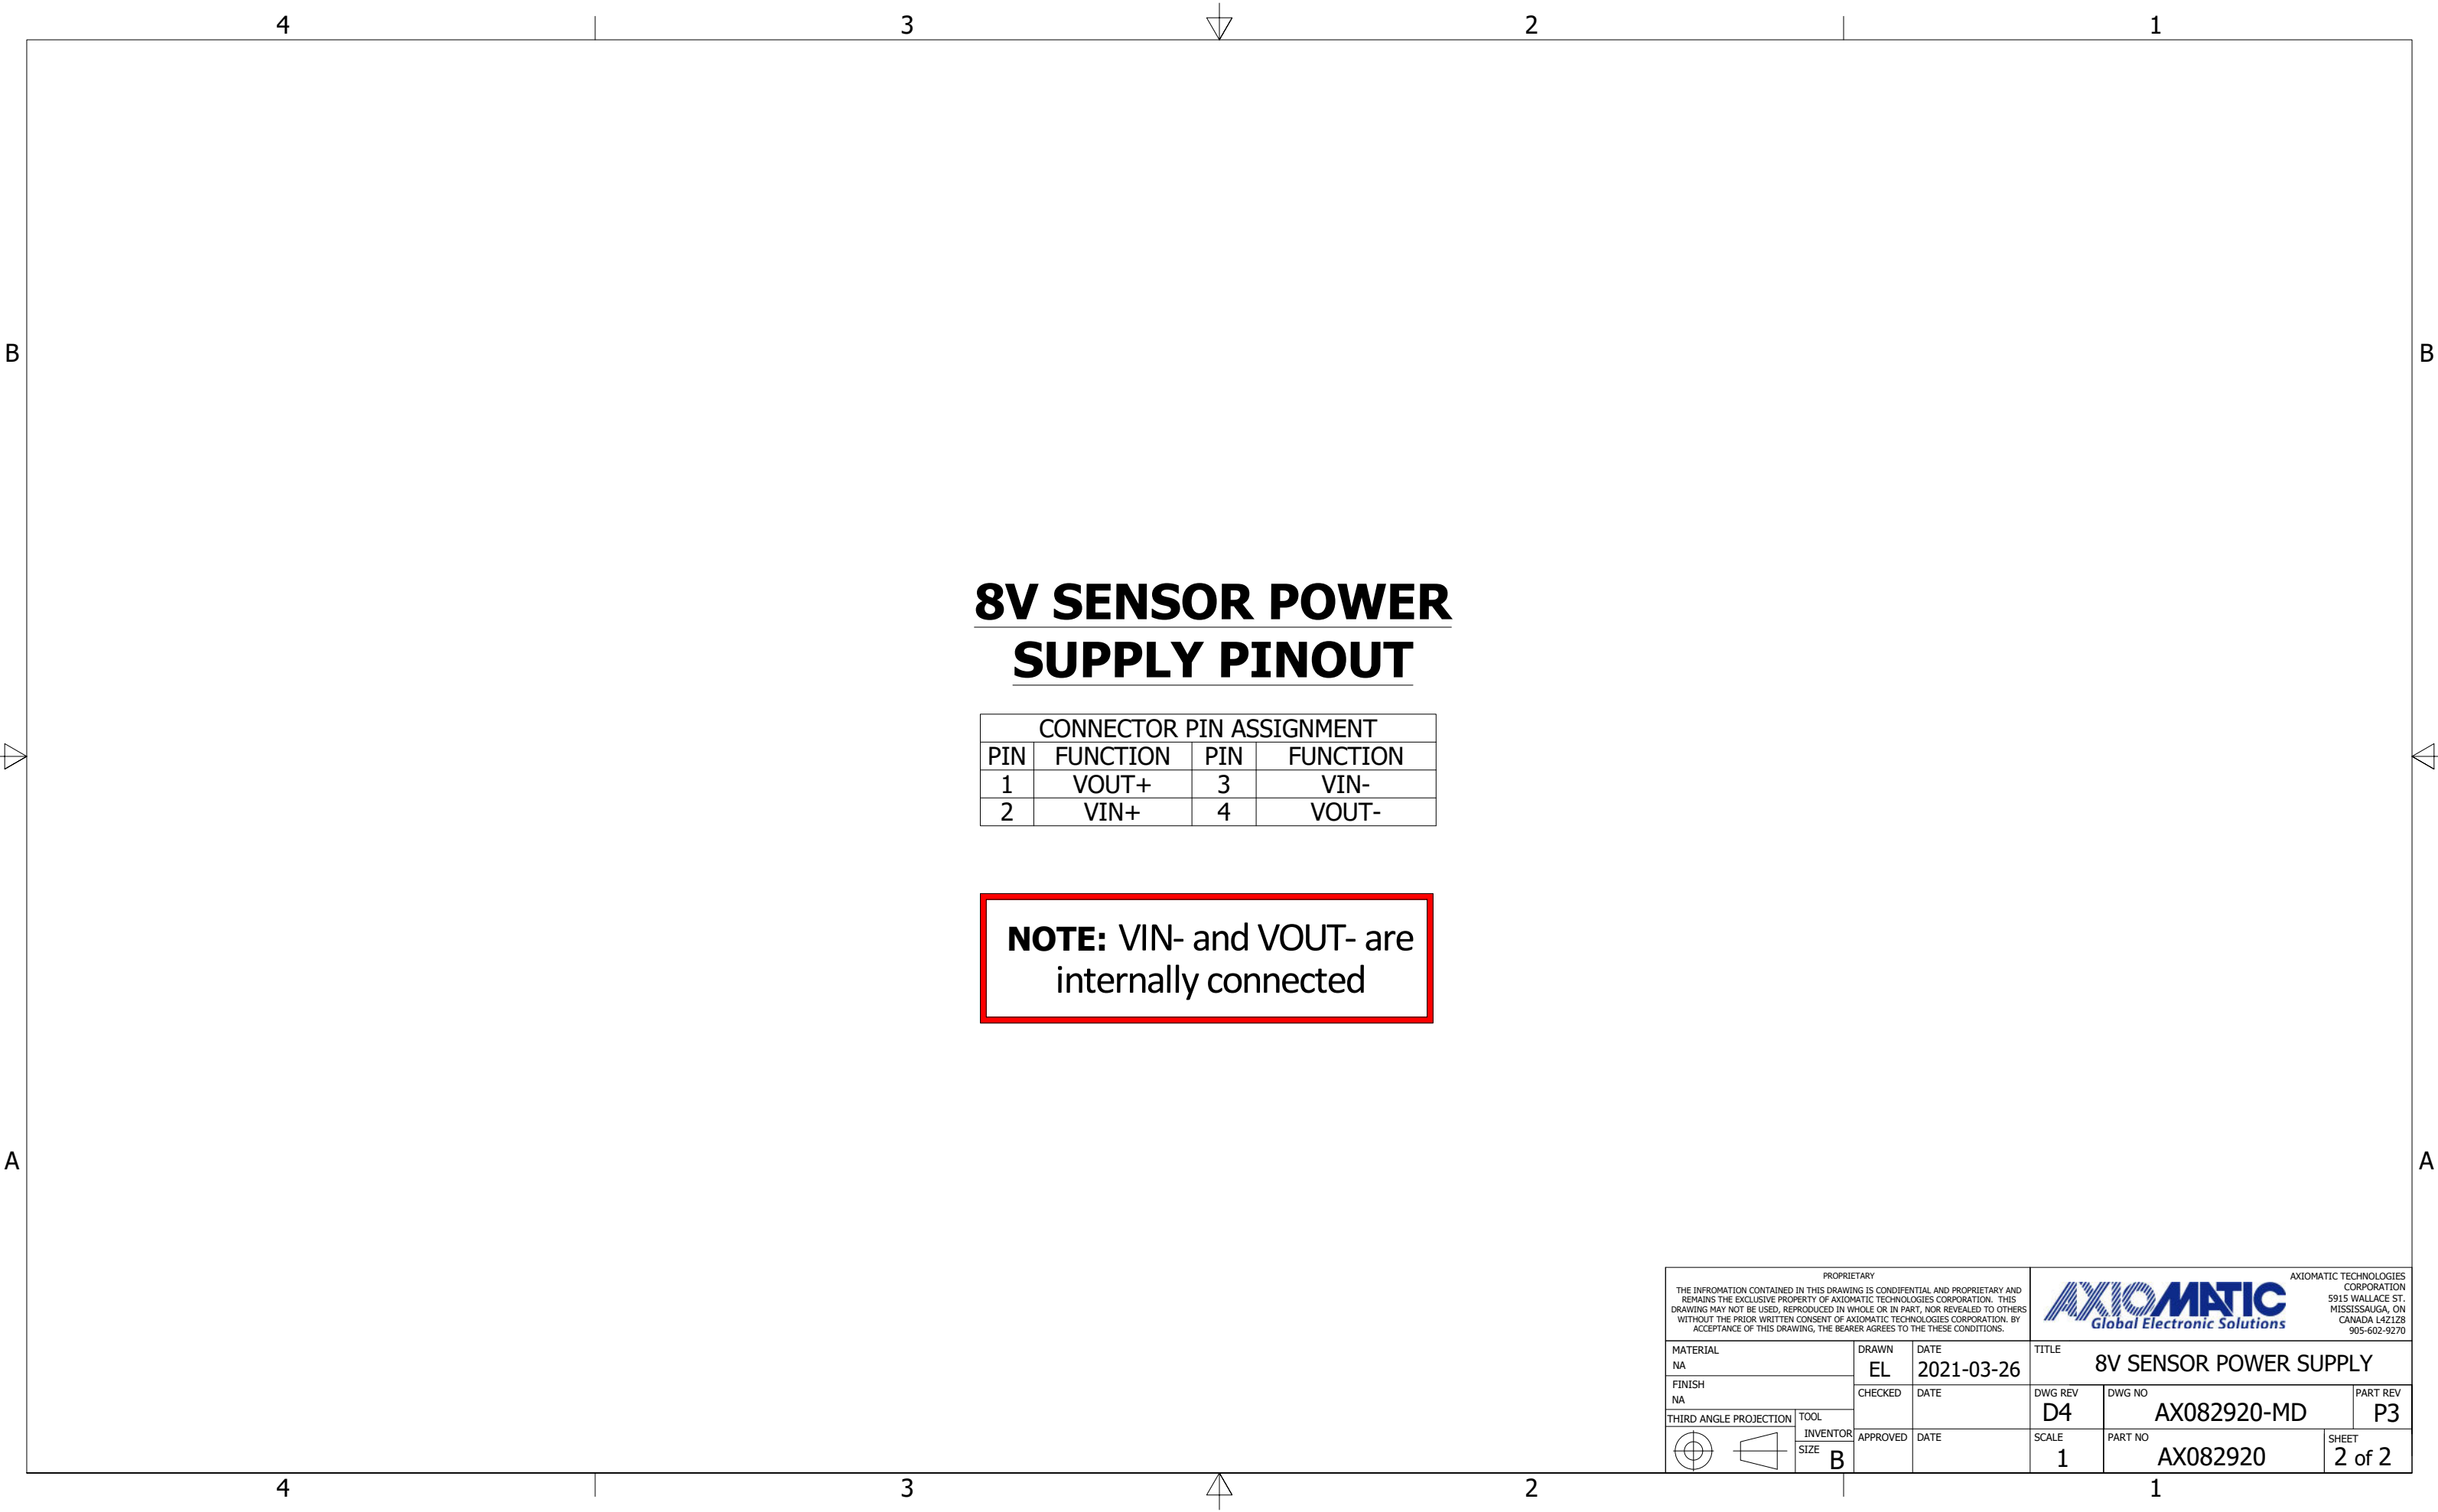 4 3 2 1
B B
8V SENSOR POWER
SUPPLY PINOUT
CONNECTOR PIN ASSIGNMENT
PIN FUNCTION PIN FUNCTION
1 VOUT+ 3 VIN-
2 VIN+ 4 VOUT-
NOTE: VIN- and VOUT- are
internally connected
A A
PROPRIETARY
THE INFROMATION CONTAINED IN THIS DRAWING IS CONDIFENTIAL AND PROPRIETARY AND
REMAINS THE EXCLUSIVE PROPERTY OF AXIOMATIC TECHNOLOGIES CORPORATION. THIS
DRAWING MAY NOT BE USED, REPRODUCED IN WHOLE OR IN PART, NOR REVEALED TO OTHERS
WITHOUT THE PRIOR WRITTEN CONSENT OF AXIOMATIC TECHNOLOGIES CORPORATION. BY
ACCEPTANCE OF THIS DRAWING, THE BEARER AGREES TO THE THESE CONDITIONS.
AXIOMATIC
Global Electronic Solutions
AXIOMATIC TECHNOLOGIES
CORPORATION
5915 WALLACE ST.
MISSISSAUGA, ON
CANADA L4Z1Z8
905-602-9270
MATERIAL
NA
FINISH
NA
THIRD ANGLE PROJECTION
TOOL
INVENTOR
SIZE
B
DRAWN
EL
DATE
2021-03-26
CHECKED
DATE
APPROVED
DATE
TITLE
8V SENSOR POWER SUPPLY
DWG REV
D4
DWG NO
AX082920-MD
PART REV
P3
SCALE
1
PART NO
AX082920
SHEET
2 of 2
4 3 2 1